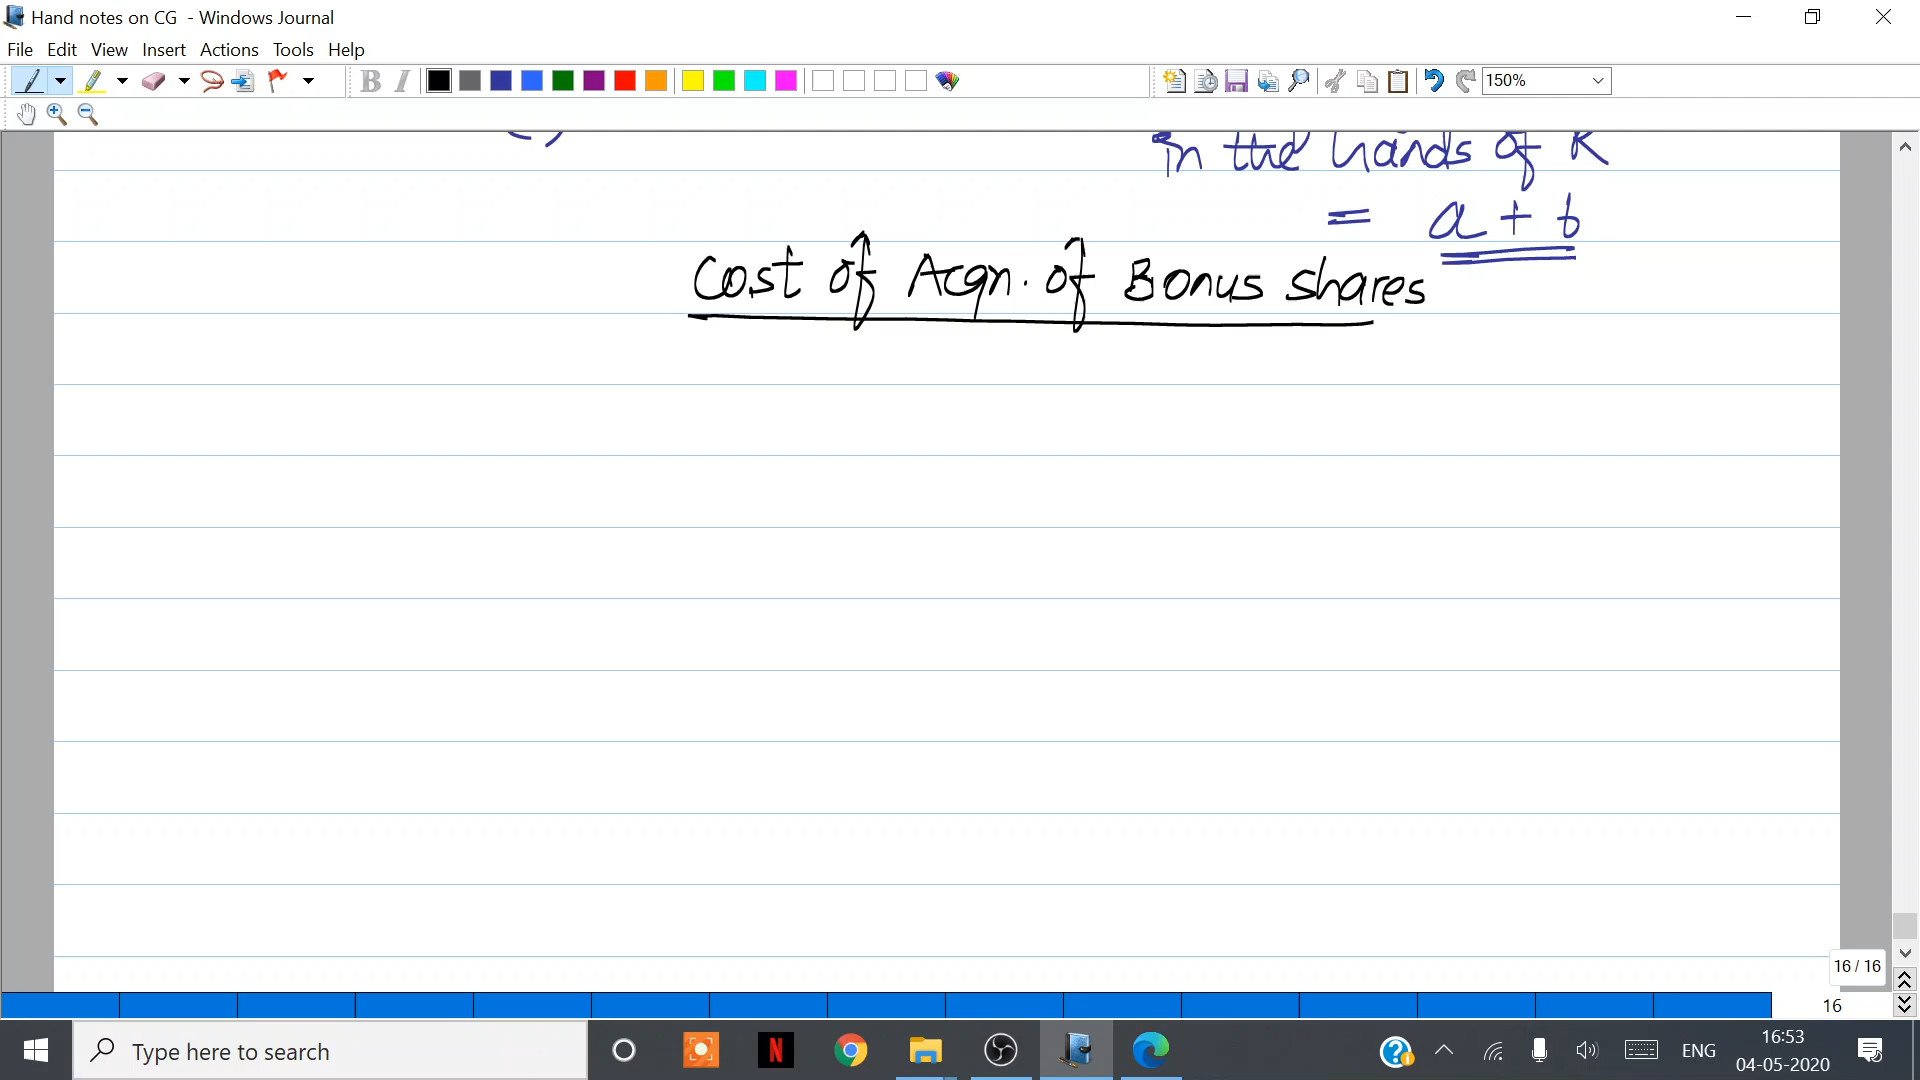 Hand notes on CG - Windows Journal
File Edit View Insert Actions Tools Help
B I 150%
in the hands of R
= a + b
Cost of Acqn. of Bonus shares
16 / 16
16
Type here to search
N
ENG
16:53
04-05-2020